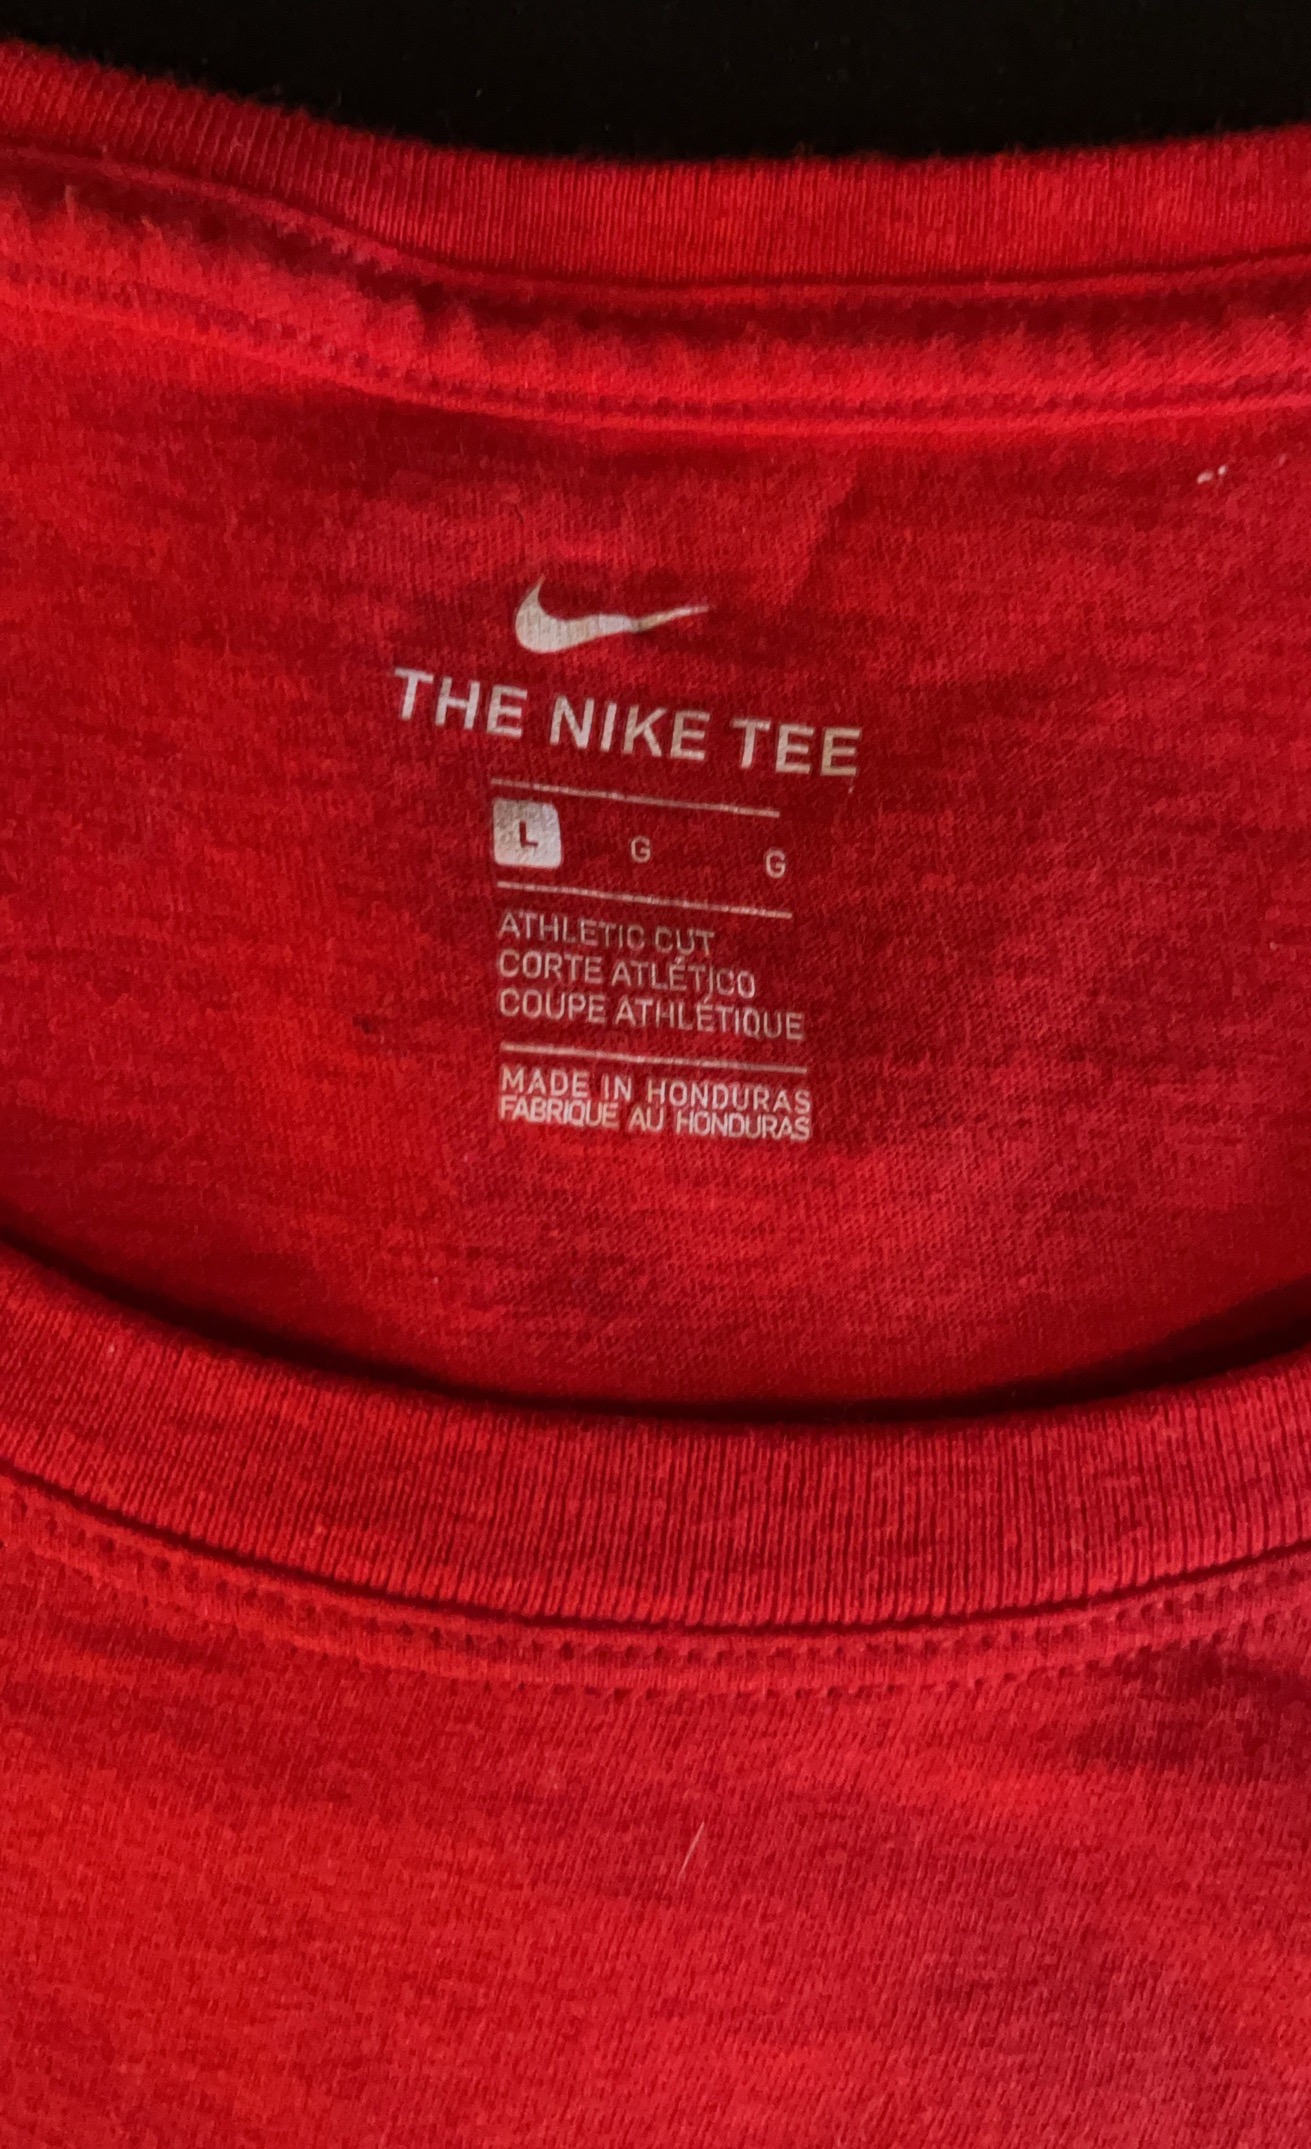 THE NIKE TEE
L G G
ATHLETIC CUT
CORTE ATLÉTICO
COUPE ATHLÉTIQUE
MADE IN HONDURAS
FABRIQUE AU HONDURAS